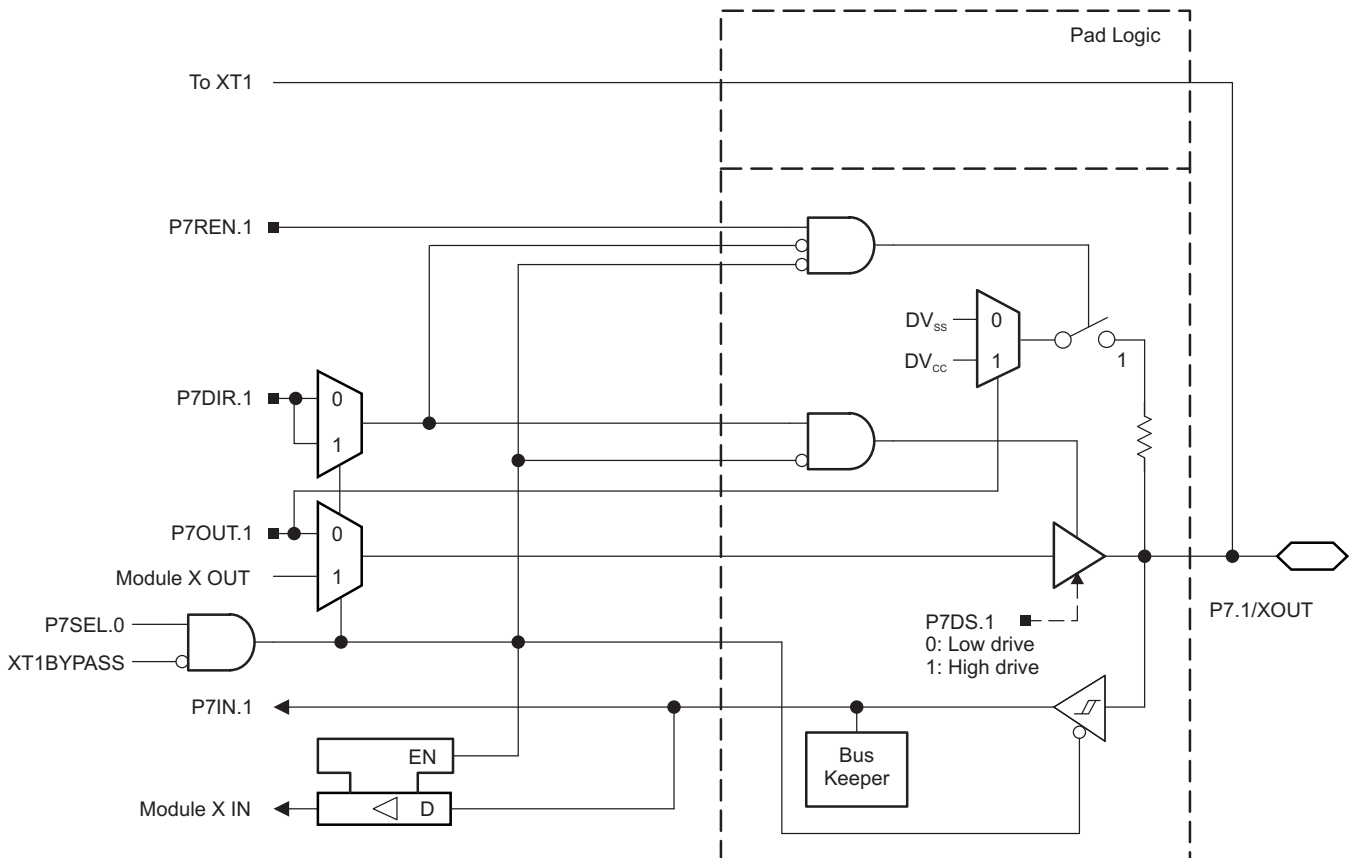 Pad Logic
To XT1
P7REN.1
DVSS
0
DVCC
1
1
P7DIR.1
0
1
P7OUT.1
0
Module X OUT
1
P7SEL.0
XT1BYPASS
P7.1/XOUT
P7DS.1
0: Low drive
1: High drive
P7IN.1
EN
Bus
Keeper
Module X IN
D